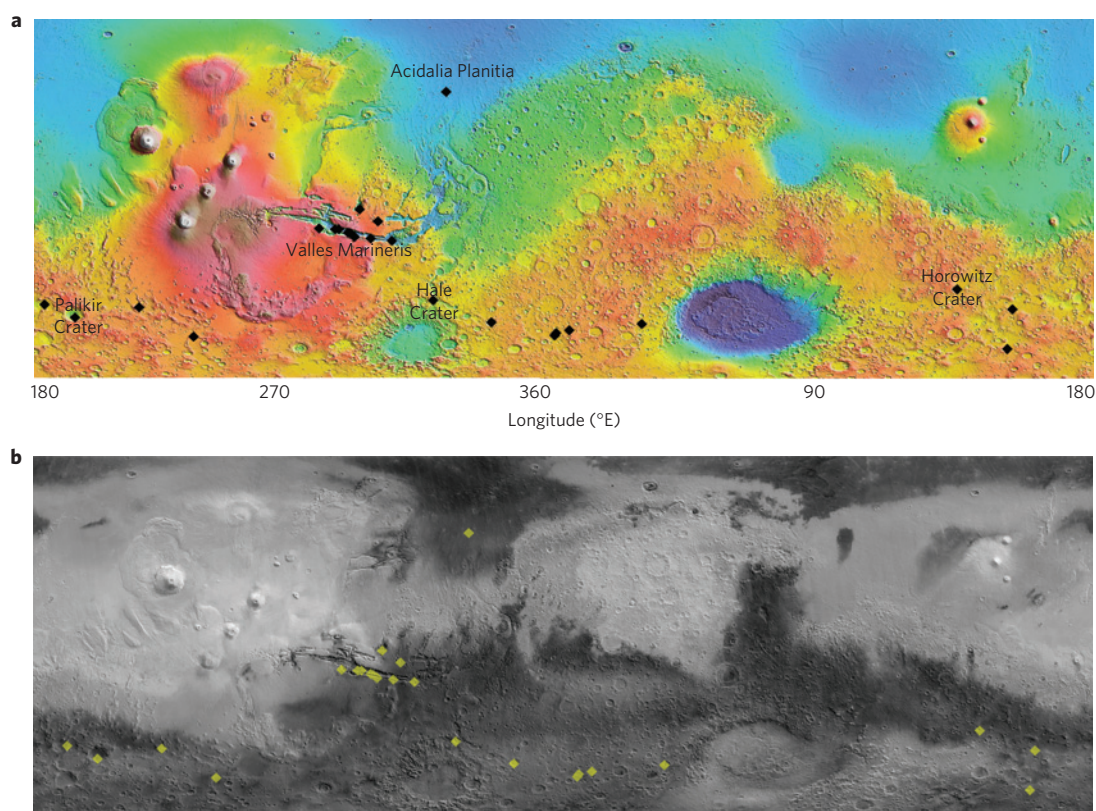 a
Acidalia Planitia
Valles Marineris
Palikir
Crater
Hale
Crater
Horowitz
Crater
180 270 360 90 180
Longitude (°E)
b